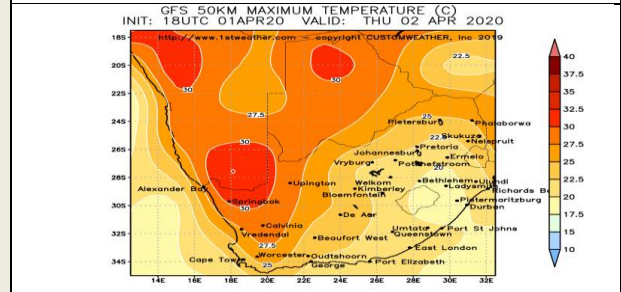 GFS 50KM MAXIMUM TEMPERATURE (C)
INIT: 18UTC 01APR20 VALID: THU 02 APR 2020
http://www.1stweather.com copyright CUSTOMWEATHER, Inc 2019
18S
20S
22S
24S
26S
28S
30S
32S
34S
14E 16E 18E 20E 22E 24E 26E 28E 30E 32E
40
37.5
35
32.5
30
27.5
25
22.5
20
17.5
15
10
30
30
22.5
27.5
25
Pietersburg
Phalaborwa
22.5
Skukuza
Nelspruit
30
Pretoria
Johannesburg
Ermelo
Vryburg
Potchefstroom
20
Alexander Bay
Upington
Welkom
Kimberley
Bethlehem
Ulundi
Ladysmith
Richards B
Springbok
30
Bloemfontein
Pietermaritzburg
Durban
De Aar
Calvinia
Vredendal
Umtata
Port St Johns
Queenstown
27.5
Beaufort West
East London
Cape Town
Worcester
Oudtshoorn
25
George
Port Elizabeth